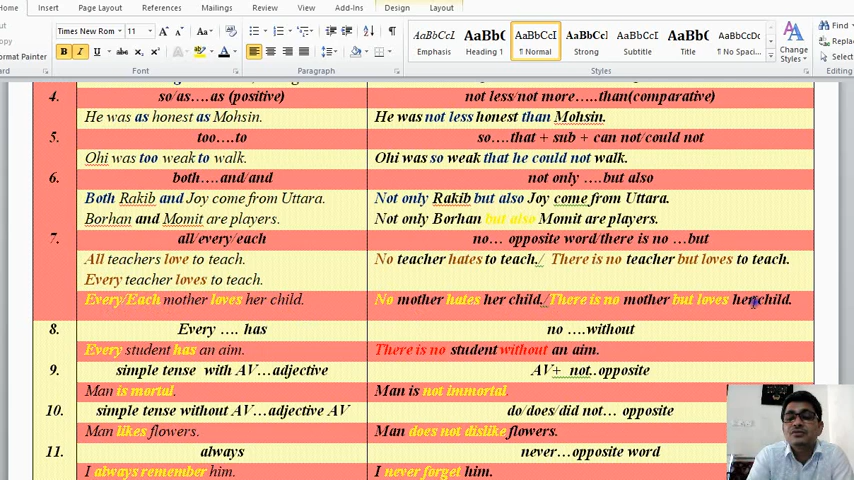 Home Insert Page Layout References Mailings Review View Add-Ins Design Layout
Times New Rom 11 Aa
AaBbCcI AaBbC AaBbCcI AaBbCc AaBbCcI AaBbC AaBbCcI Find
Replac
Format Painter B I U Emphasis Heading 1 ¶ Normal Strong Subtitle Title ¶ No Spaci... Change Styles Select
Font Paragraph Styles Editing
4. so/as….as (positive) not less/not more…..than(comparative)
He was as honest as Mohsin. He was not less honest than Mohsin.
5. too….to so….that + sub + can not/could not
Ohi was too weak to walk. Ohi was so weak that he could not walk.
6. both….and/and not only ….but also
Both Rakib and Joy come from Uttara. Not only Rakib but also Joy come from Uttara.
Borhan and Momit are players. Not only Borhan but also Momit are players.
7. all/every/each no… opposite word/there is no …but
All teachers love to teach. No teacher hates to teach./ There is no teacher but loves to teach.
Every teacher loves to teach.
Every/Each mother loves her child. No mother hates her child./There is no mother but loves her child.
8. Every …. has no ….without
Every student has an aim. There is no student without an aim.
9. simple tense with AV…adjective AV+ not..opposite
Man is mortal. Man is not immortal.
10. simple tense without AV…adjective AV do/does/did not… opposite
Man likes flowers. Man does not dislike flowers.
11. always never…opposite word
I always remember him. I never forget him.